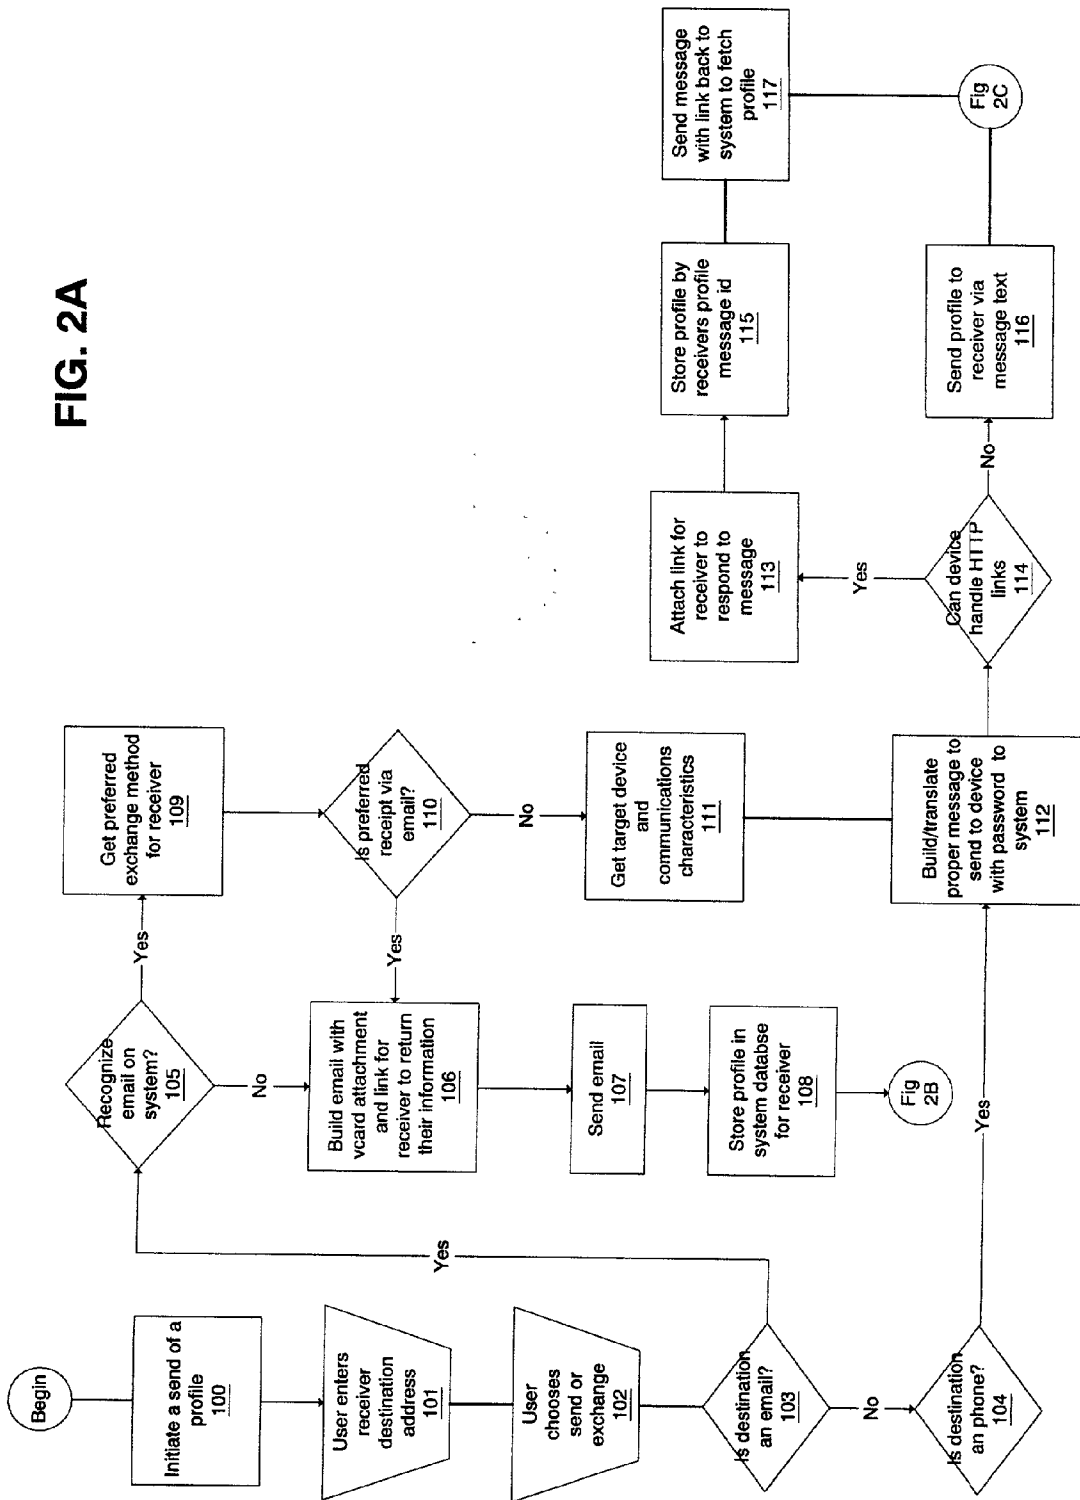 FIG. 2A
Begin
Initiate a send of a
profile
100
User enters
receiver
destination
address
101
User
chooses
send or
exchange
102
Is destination
an email?
103
Yes
No
Is destination
an phone?
104
Yes
Recognize
email on
system?
105
Yes
No
Build email with
vcard attachment
and link for
receiver to return
their information
106
Send email
107
Store profile in
system databse
for receiver
108
Fig
2B
Get preferred
exchange method
for receiver
109
Is preferred
receipt via
email?
110
Yes
No
Get target device
and
communications
characteristics
111
Build/translate
proper message to
send to device
with password to
system
112
Can device
handle HTTP
links
114
Yes
No
Attach link for
receiver to
respond to
message
113
Store profile by
receivers profile
message id
115
Send message
with link back to
system to fetch
profile
117
Send profile to
receiver via
message text
116
Fig
2C